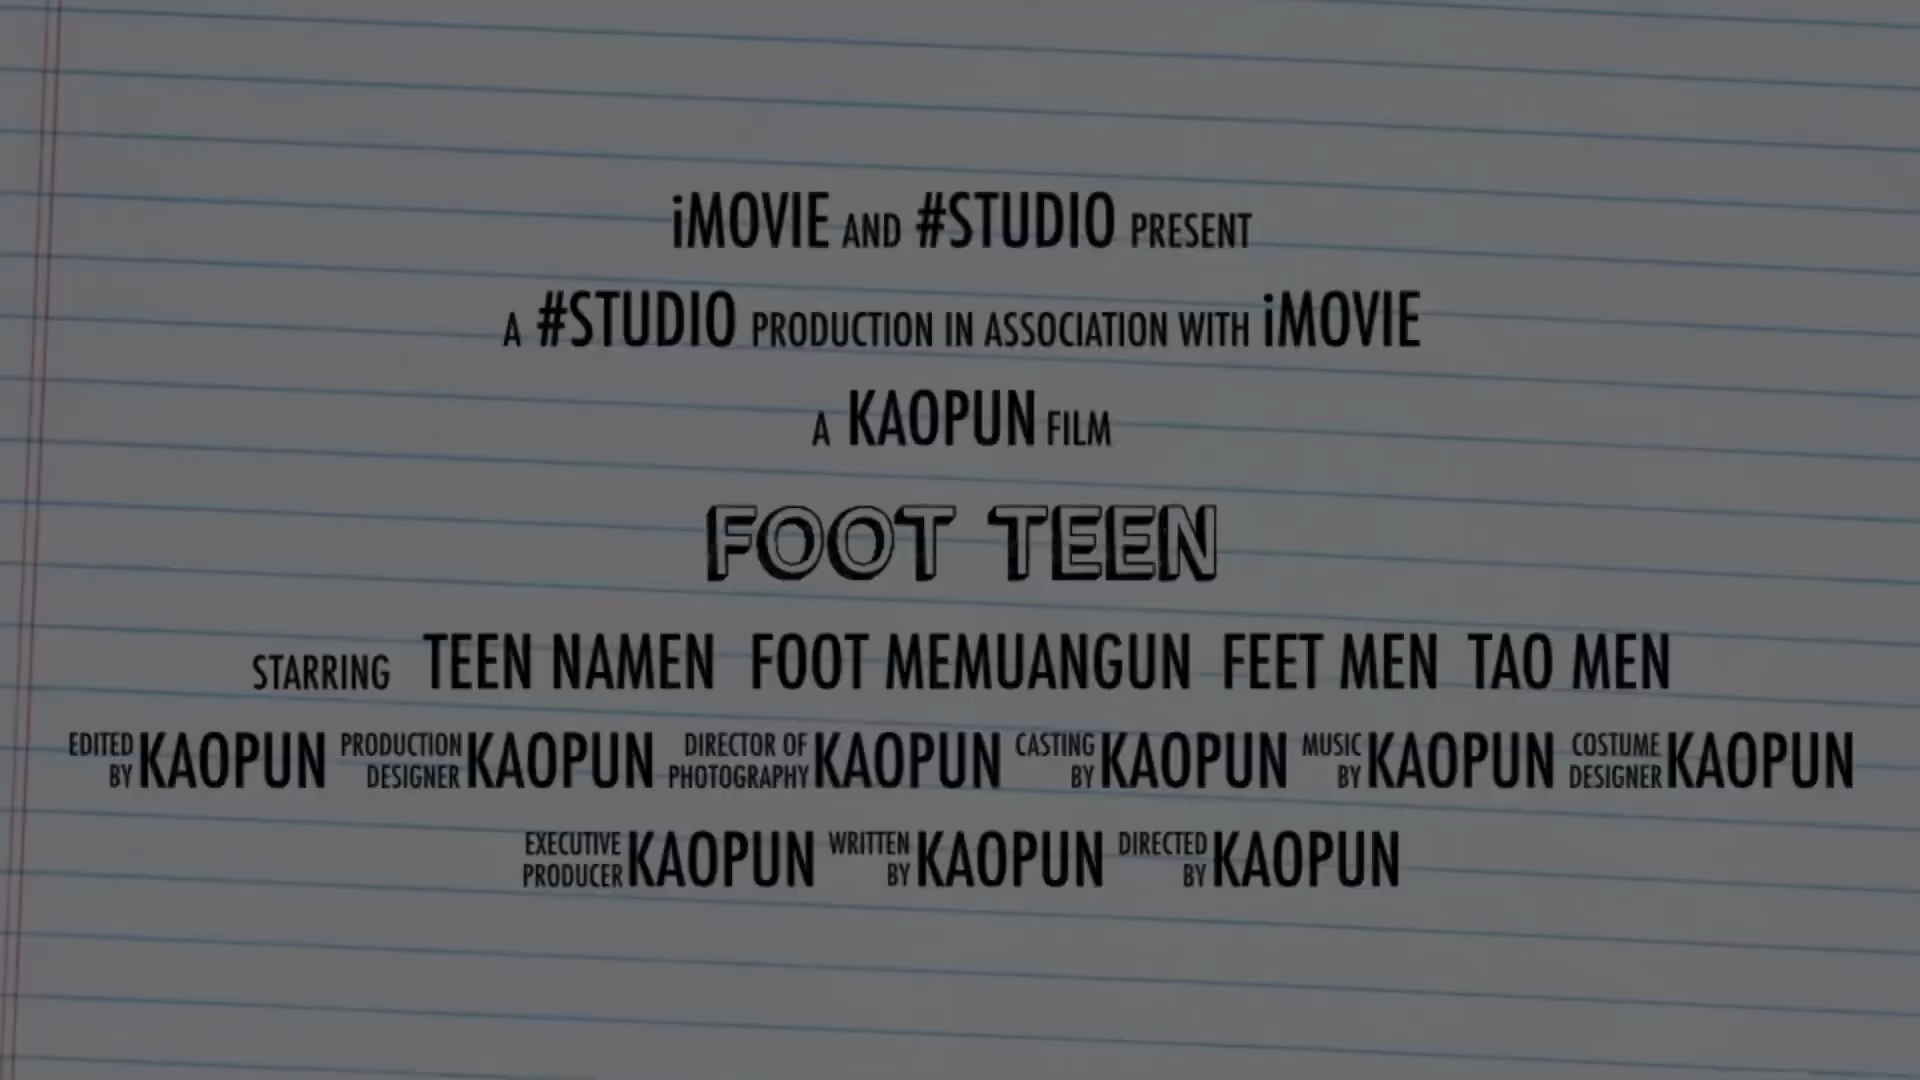 iMOVIE AND #STUDIO PRESENT
A #STUDIO PRODUCTION IN ASSOCIATION WITH iMOVIE
A KAOPUN FILM
FOOT TEEN
STARRING TEEN NAMEN FOOT MEMUANGUN FEET MEN TAO MEN
EDITED BY KAOPUN PRODUCTION DESIGNER KAOPUN DIRECTOR OF PHOTOGRAPHY KAOPUN CASTING BY KAOPUN MUSIC BY KAOPUN COSTUME DESIGNER KAOPUN
EXECUTIVE PRODUCER KAOPUN WRITTEN BY KAOPUN DIRECTED BY KAOPUN